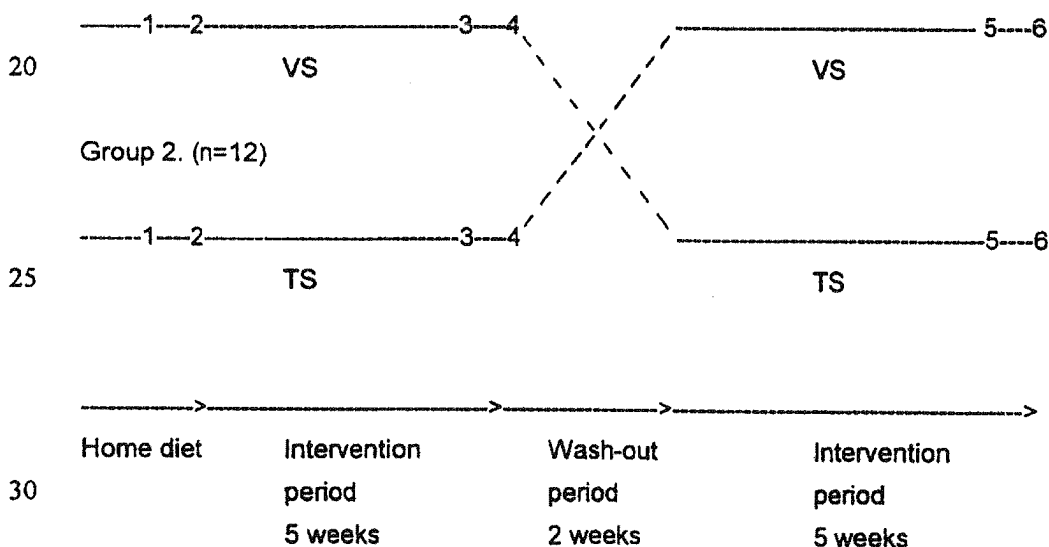 1 2 3 4 5 6
20 VS VS
Group 2. (n=12)
1 2 3 4 5 6
25 TS TS
Home diet Intervention Wash-out Intervention
30 period period period
5 weeks 2 weeks 5 weeks